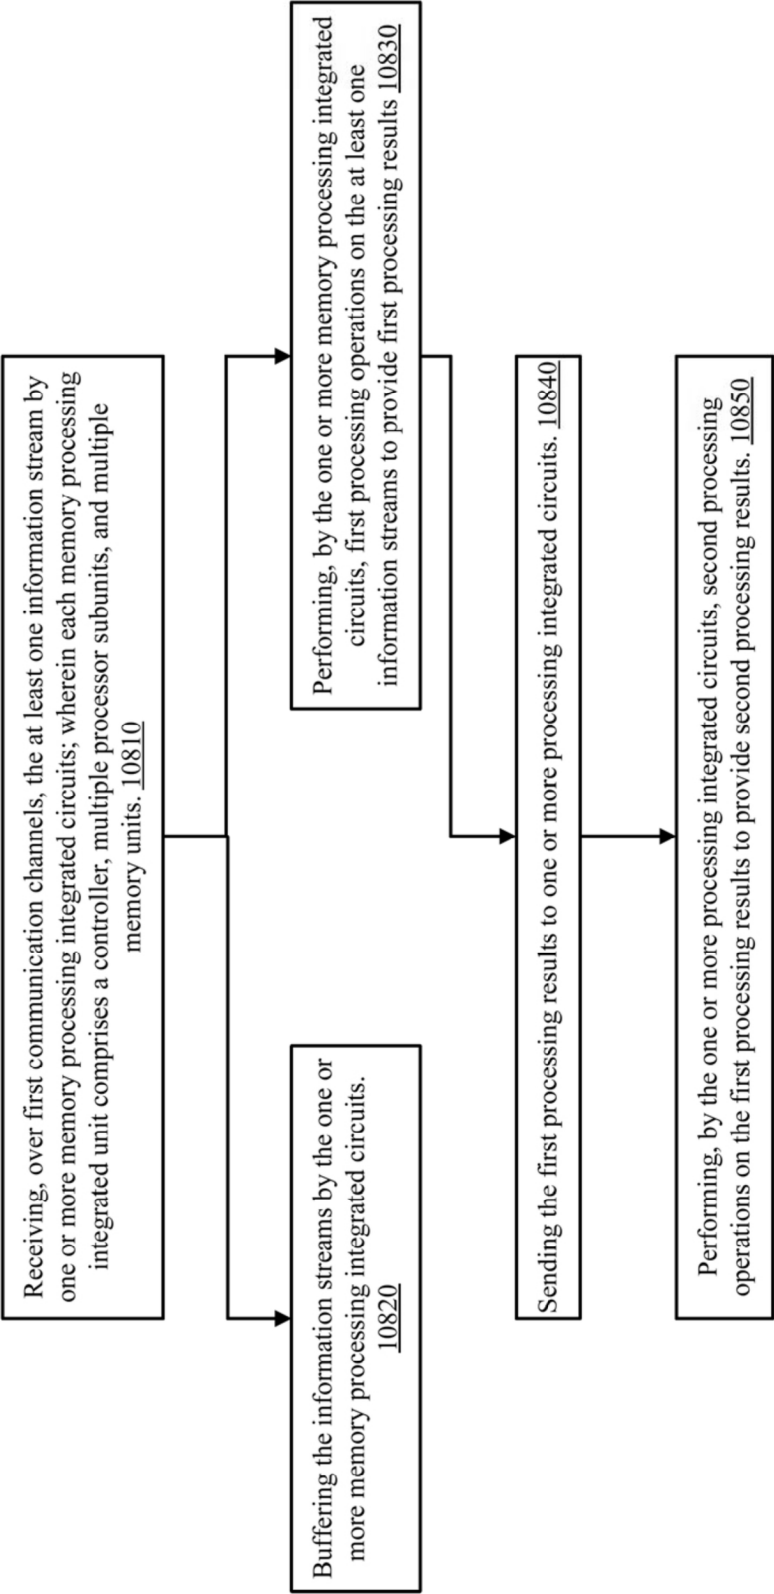 Receiving, over first communication channels, the at least one information stream by
one or more memory processing integrated circuits; wherein each memory processing
integrated unit comprises a controller, multiple processor subunits, and multiple
memory units. 10810
Buffering the information streams by the one or
more memory processing integrated circuits.
10820
Performing, by the one or more memory processing integrated
circuits, first processing operations on the at least one
information streams to provide first processing results 10830
Sending the first processing results to one or more processing integrated circuits. 10840
Performing, by the one or more processing integrated circuits, second processing
operations on the first processing results to provide second processing results. 10850